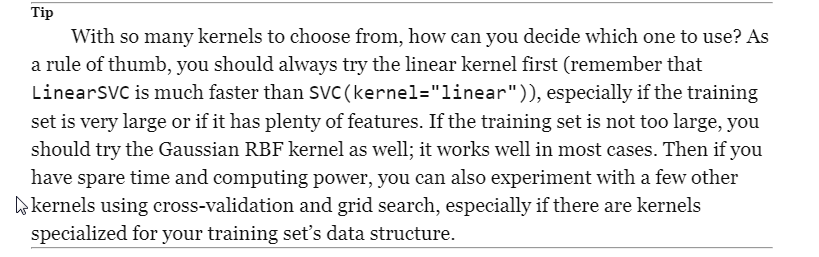 Tip
With so many kernels to choose from, how can you decide which one to use? As
a rule of thumb, you should always try the linear kernel first (remember that
LinearSVC is much faster than SVC(kernel="linear")), especially if the training
set is very large or if it has plenty of features. If the training set is not too large, you
should try the Gaussian RBF kernel as well; it works well in most cases. Then if you
have spare time and computing power, you can also experiment with a few other
kernels using cross-validation and grid search, especially if there are kernels
specialized for your training set’s data structure.